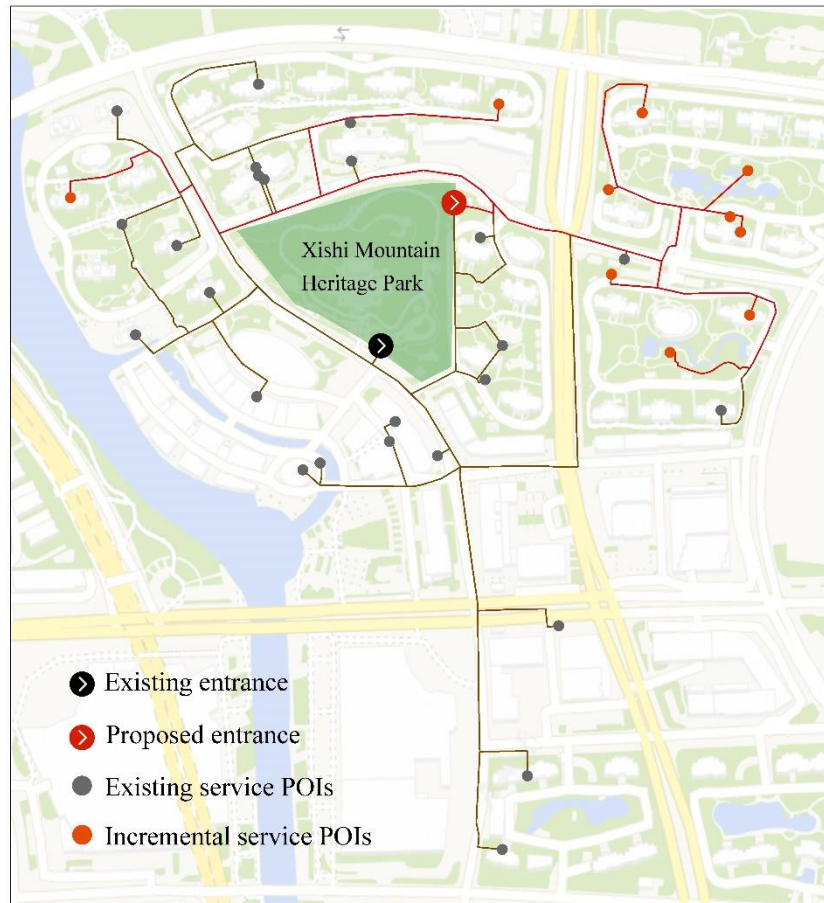 Xishi Mountain
Heritage Park
Existing entrance
Proposed entrance
Existing service POIs
Incremental service POIs